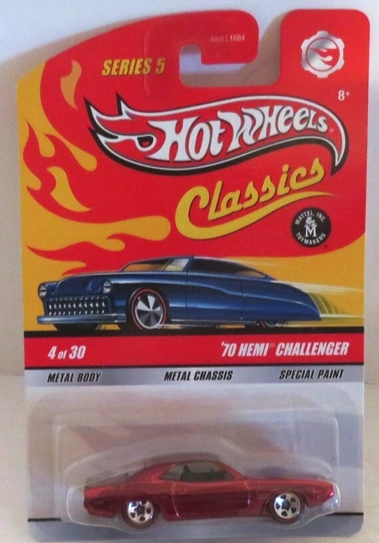 SERIES 5
8+
Hot Wheels
Classics
MATTEL, INC.
M
TOYMAKERS
4 of 30
'70 HEMI® CHALLENGER
METAL BODY METAL CHASSIS SPECIAL PAINT